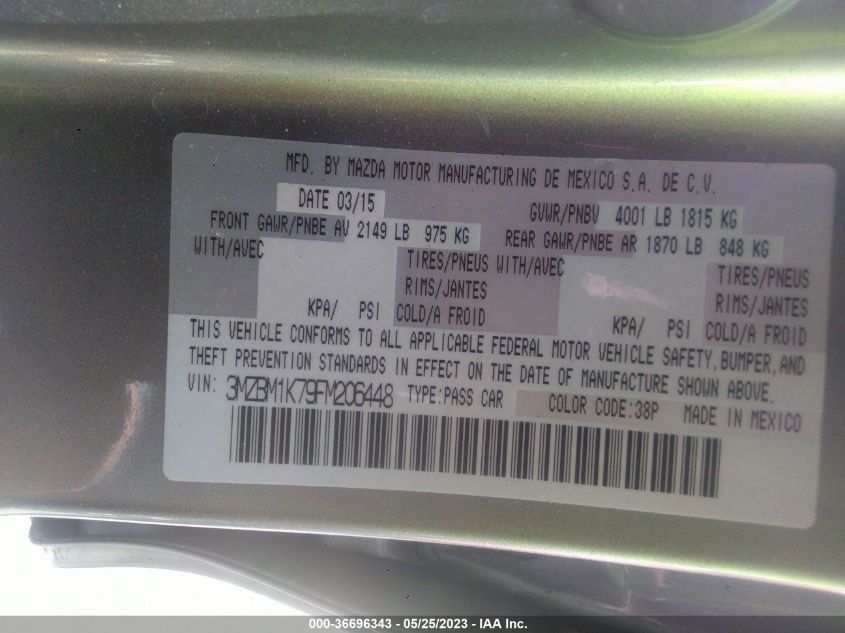 MFD. BY MAZDA MOTOR MANUFACTURING DE MEXICO S.A. DE C.V.
DATE 03/15 GVWR/PNBV 4001 LB 1815 KG
FRONT GAWR/PNBE AV 2149 LB 975 KG REAR GAWR/PNBE AR 1870 LB 848 KG
WITH/AVEC TIRES/PNEUS WITH/AVEC TIRES/PNEUS
RIMS/JANTES RIMS/JANTES
KPA/ PSI COLD/A FROID KPA/ PSI COLD/A FROID
THIS VEHICLE CONFORMS TO ALL APPLICABLE FEDERAL MOTOR VEHICLE SAFETY, BUMPER, AND
THEFT PREVENTION STANDARDS IN EFFECT ON THE DATE OF MANUFACTURE SHOWN ABOVE.
VIN: 3MZBM1K79FM206448 TYPE:PASS CAR COLOR CODE:38P MADE IN MEXICO
000-36696343 - 05/25/2023 - © IAA Inc.